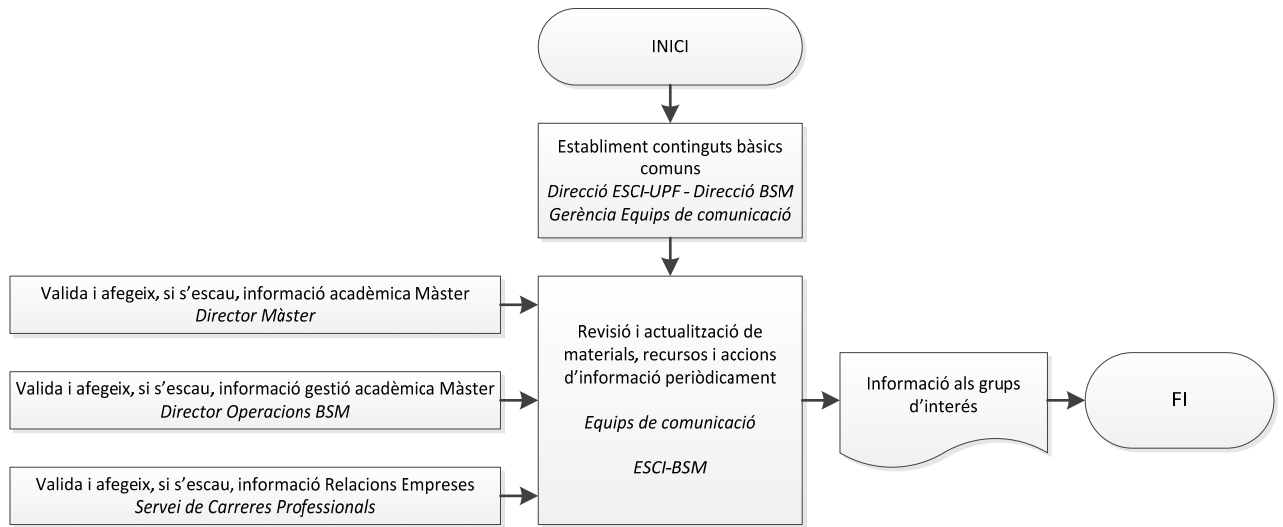 INICI
Establiment continguts bàsics
comuns
Direcció ESCI-UPF - Direcció BSM
Gerència Equips de comunicació
Valida i afegeix, si s’escau, informació acadèmica Màster
Director Màster
Valida i afegeix, si s’escau, informació gestió acadèmica Màster
Director Operacions BSM
Valida i afegeix, si s’escau, informació Relacions Empreses
Servei de Carreres Professionals
Revisió i actualització de
materials, recursos i accions
d’informació periòdicament
Equips de comunicació
ESCI-BSM
Informació als grups
d’interés
FI